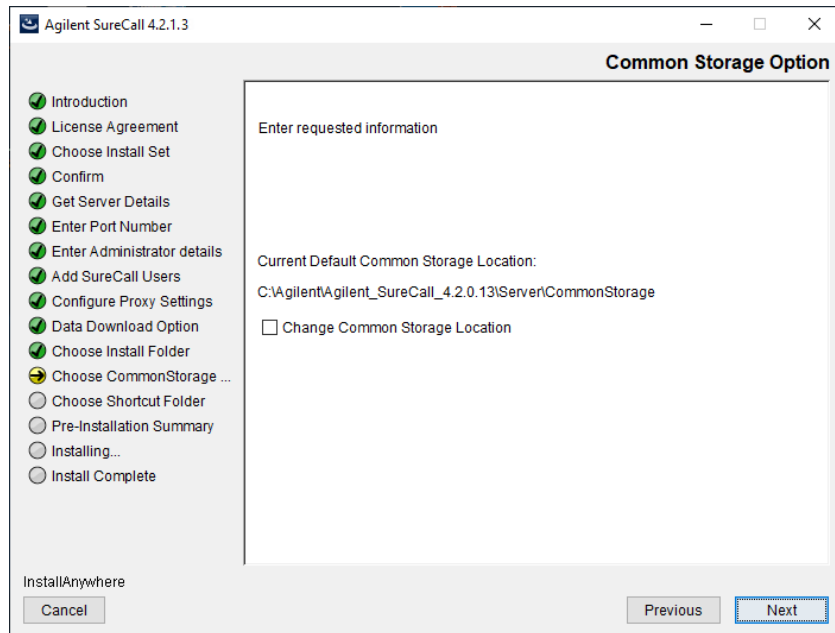 Agilent SureCall 4.2.1.3
Common Storage Option
Introduction
License Agreement
Choose Install Set
Confirm
Get Server Details
Enter Port Number
Enter Administrator details
Add SureCall Users
Configure Proxy Settings
Data Download Option
Choose Install Folder
Choose CommonStorage ...
Choose Shortcut Folder
Pre-Installation Summary
Installing...
Install Complete
Enter requested information
Current Default Common Storage Location:
C:\Agilent\Agilent_SureCall_4.2.0.13\Server\CommonStorage
Change Common Storage Location
InstallAnywhere
Cancel
Previous
Next